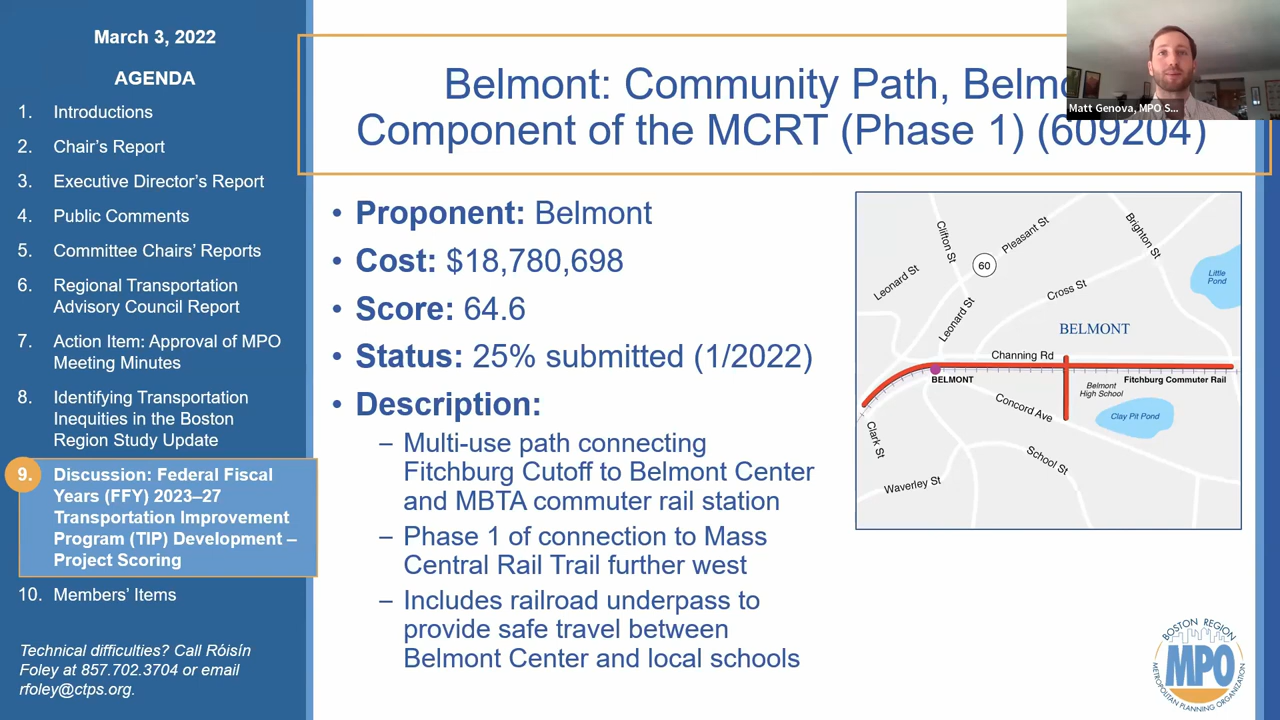 March 3, 2022
AGENDA
1. Introductions
2. Chair's Report
3. Executive Director's Report
4. Public Comments
5. Committee Chairs' Reports
6. Regional Transportation
Advisory Council Report
7. Action Item: Approval of MPO
Meeting Minutes
8. Identifying Transportation
Inequities in the Boston
Region Study Update
9. Discussion: Federal Fiscal
Years (FFY) 2023–27
Transportation Improvement
Program (TIP) Development –
Project Scoring
10. Members' Items
Technical difficulties? Call Róisín
Foley at 857.702.3704 or email
rfoley@ctps.org.
Belmont: Community Path, Belmo
Component of the MCRT (Phase 1) (609204)
Matt Genova, MPO S...
• Proponent: Belmont
• Cost: $18,780,698
• Score: 64.6
• Status: 25% submitted (1/2022)
• Description:
– Multi-use path connecting
Fitchburg Cutoff to Belmont Center
and MBTA commuter rail station
– Phase 1 of connection to Mass
Central Rail Trail further west
– Includes railroad underpass to
provide safe travel between
Belmont Center and local schools
Clifton St
Pleasant St
Brighton St
60
Leonard St
Cross St
Little
Pond
Leonard St
BELMONT
Channing Rd
BELMONT
Fitchburg Commuter Rail
Belmont
High School
Concord Ave
Clay Pit Pond
Clark St
School St
Waverley St
BOSTON REGION
MPO
METROPOLITAN PLANNING ORGANIZATION